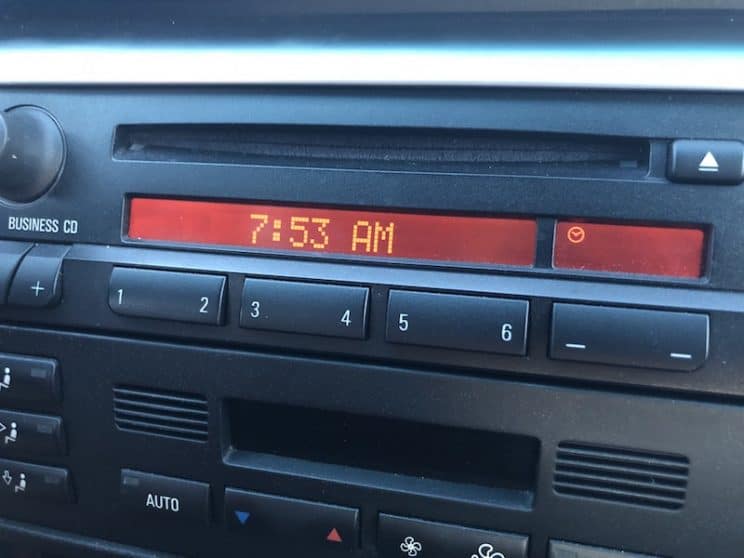 BUSINESS CD
7:53 AM
+
1 2 3 4 5 6 — —
AUTO